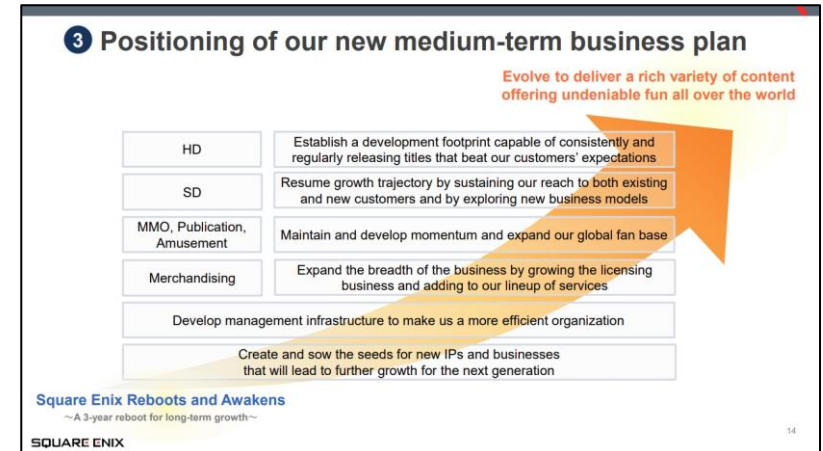 3 Positioning of our new medium-term business plan
Evolve to deliver a rich variety of content
offering undeniable fun all over the world
HD
Establish a development footprint capable of consistently and
regularly releasing titles that beat our customers' expectations
SD
Resume growth trajectory by sustaining our reach to both existing
and new customers and by exploring new business models
MMO, Publication,
Amusement
Maintain and develop momentum and expand our global fan base
Merchandising
Expand the breadth of the business by growing the licensing
business and adding to our lineup of services
Develop management infrastructure to make us a more efficient organization
Create and sow the seeds for new IPs and businesses
that will lead to further growth for the next generation
Square Enix Reboots and Awakens
～A 3-year reboot for long-term growth～
SQUARE ENIX
14